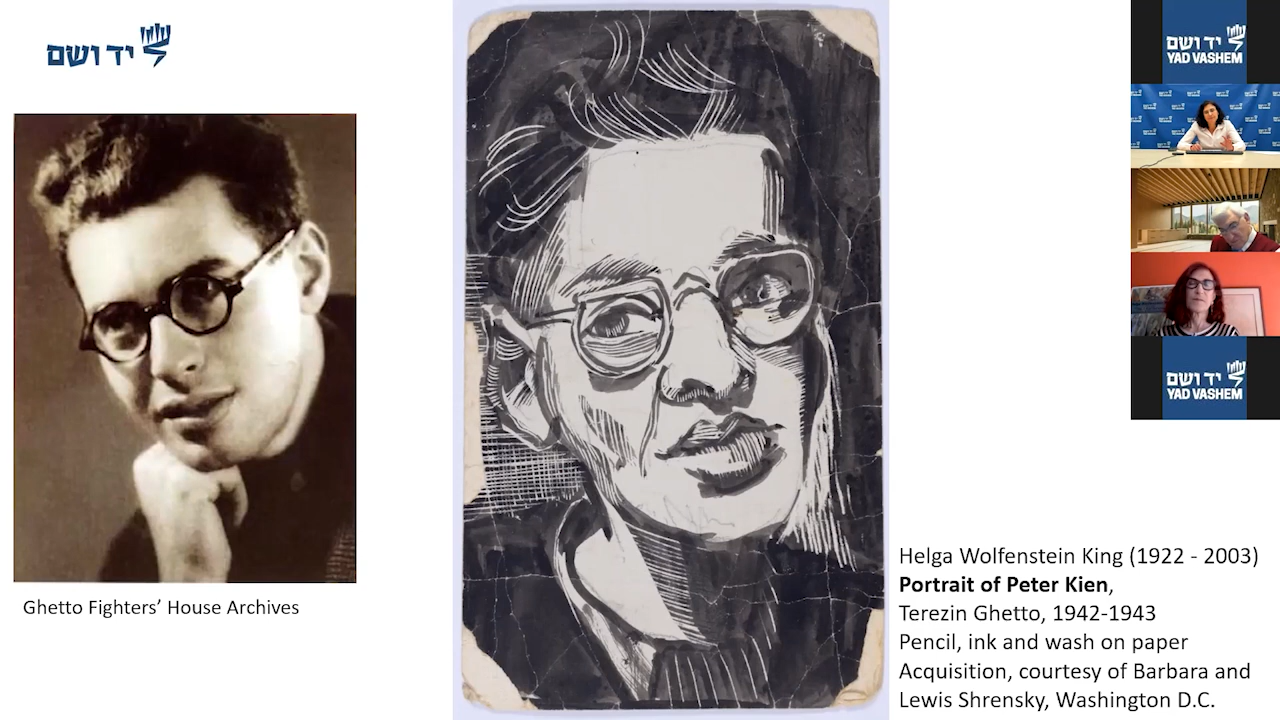 יד ושם
Ghetto Fighters’ House Archives
Helga Wolfenstein King (1922 - 2003)
Portrait of Peter Kien,
Terezin Ghetto, 1942-1943
Pencil, ink and wash on paper
Acquisition, courtesy of Barbara and
Lewis Shrensky, Washington D.C.
יד ושם
YAD VASHEM
יד ושם
YAD VASHEM